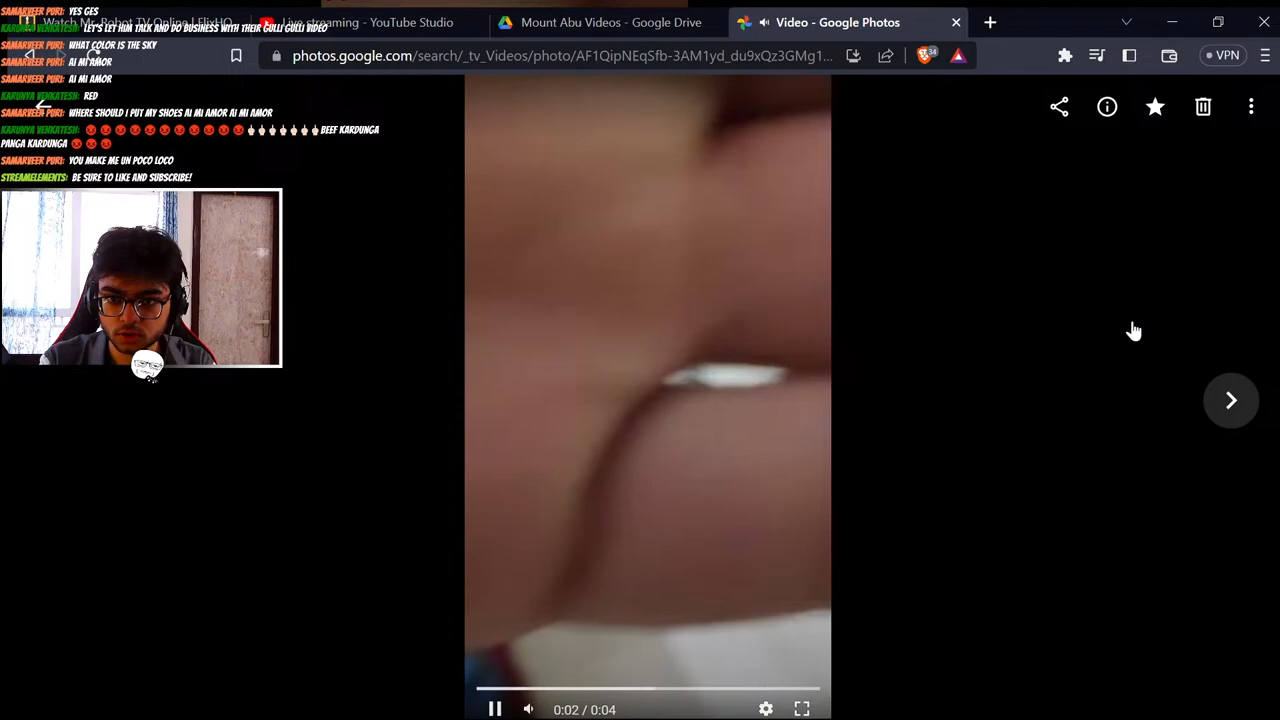 SAMARVEER PURI: YES GES
KARUNYA VENKATESH: LET'S LET HIM TALK AND DO BUSINESS WITH THEIR GULLI GULLI VIDEO
SAMARVEER PURI: WHAT COLOR IS THE SKY
SAMARVEER PURI: AI MI AMOR
SAMARVEER PURI: AI MI AMOR
KARUNYA VENKATESH: RED
SAMARVEER PURI: WHERE SHOULD I PUT MY SHOES AI MI AMOR AI MI AMOR
KARUNYA VENKATESH: 😡😡😡😡😡😡😡😡😡😡😡🖕🏻🖕🏻🖕🏻🖕🏻🖕🏻🖕🏻🖕🏻BEEF KARDUNGA
PANGA KARDUNGA 😡😡😡
SAMARVEER PURI: YOU MAKE ME UN POCO LOCO
STREAMELEMENTS: BE SURE TO LIKE AND SUBSCRIBE!
Watch Mr. Robot TV Online | FlixHQ
Live streaming - YouTube Studio
Mount Abu Videos - Google Drive
Video - Google Photos
photos.google.com/search/_tv_Videos/photo/AF1QipNEqSfb-3AM1yd_du9xQz3GMg1...
34
VPN
0:02 / 0:04